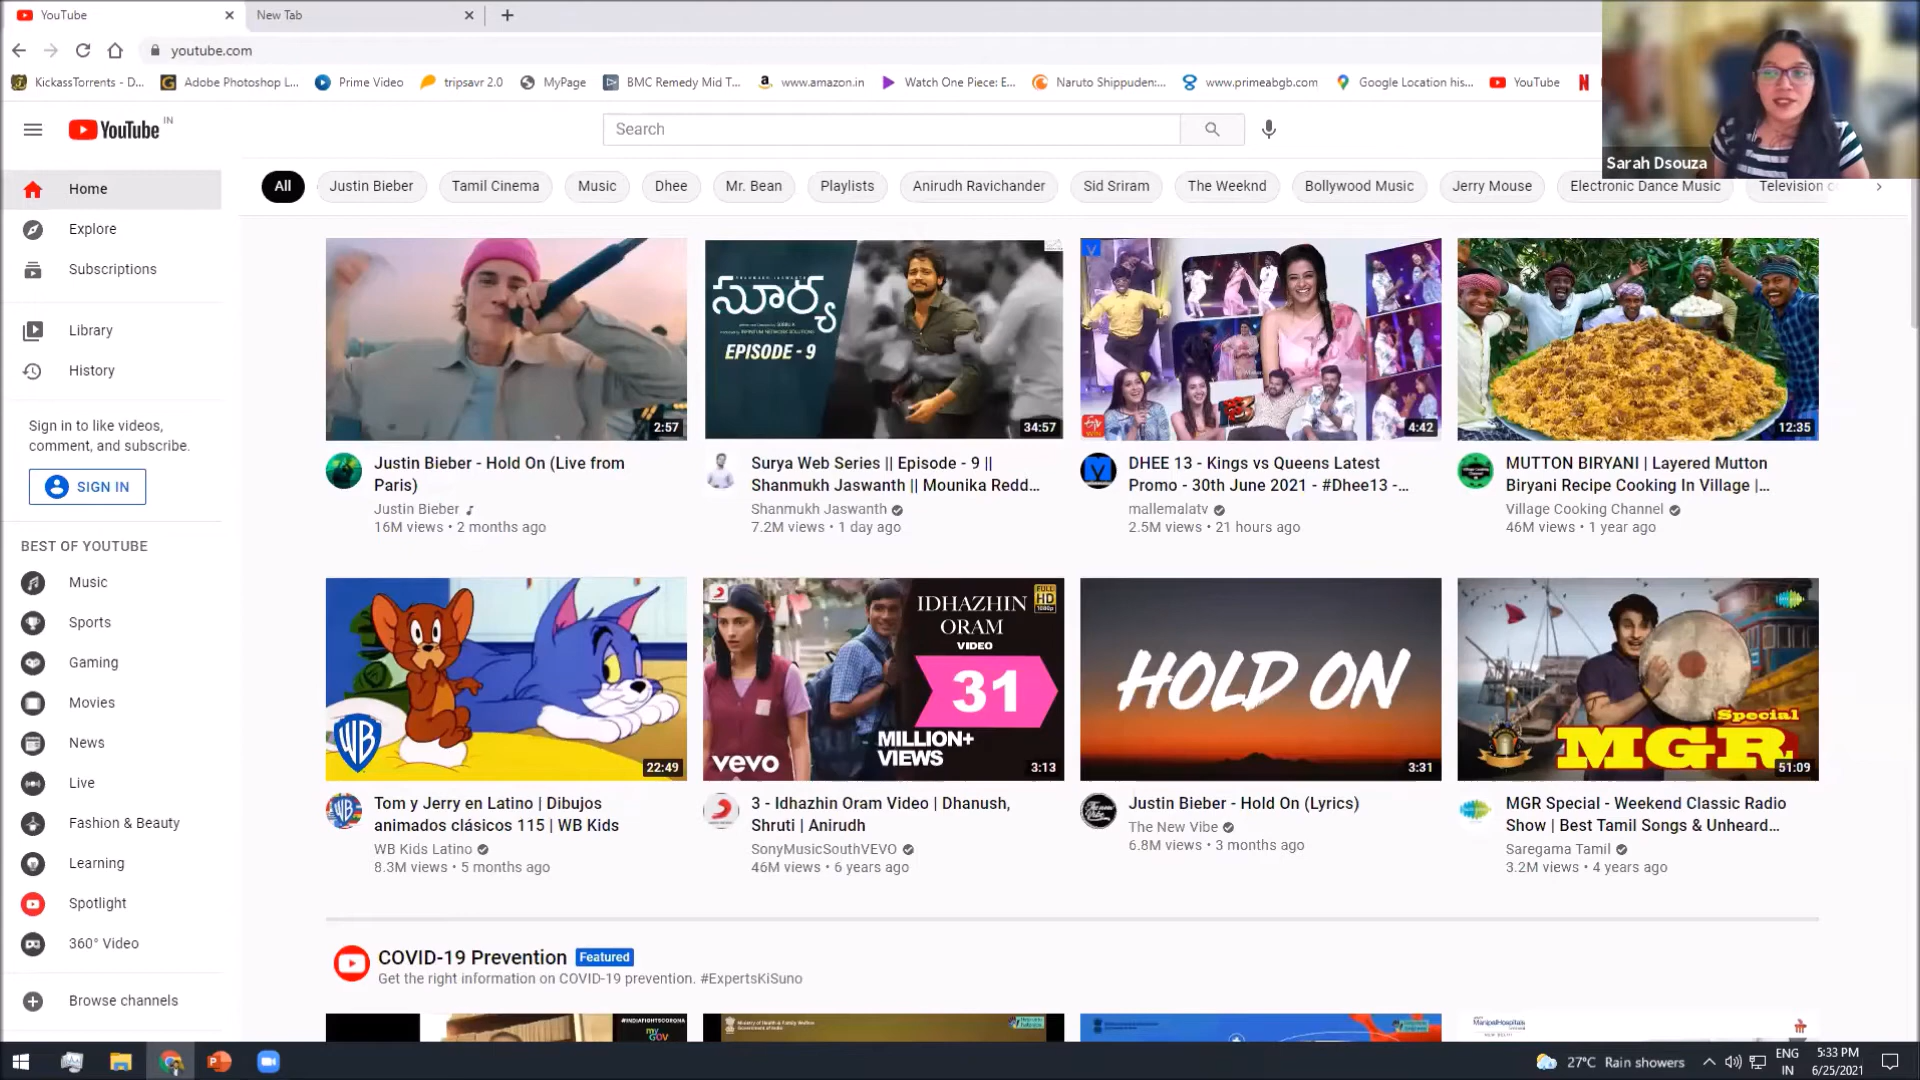 YouTube
New Tab
youtube.com
KickassTorrents - D...
Adobe Photoshop L...
Prime Video
tripsavr 2.0
MyPage
BMC Remedy Mid T...
www.amazon.in
Watch One Piece: E...
Naruto Shippuden:...
www.primeabgb.com
Google Location his...
YouTube
Sarah Dsouza
YouTube IN
Search
All
Justin Bieber
Tamil Cinema
Music
Dhee
Mr. Bean
Playlists
Anirudh Ravichander
Sid Sriram
The Weeknd
Bollywood Music
Jerry Mouse
Electronic Dance Music
Television c
Home
Explore
Subscriptions
Library
History
Sign in to like videos,
comment, and subscribe.
SIGN IN
BEST OF YOUTUBE
Music
Sports
Gaming
Movies
News
Live
Fashion & Beauty
Learning
Spotlight
360° Video
Browse channels
2:57
Justin Bieber - Hold On (Live from
Paris)
Justin Bieber
16M views • 2 months ago
సూర్య
EPISODE - 9
34:57
Surya Web Series || Episode - 9 ||
Shanmukh Jaswanth || Mounika Redd...
Shanmukh Jaswanth
7.2M views • 1 day ago
4:42
DHEE 13 - Kings vs Queens Latest
Promo - 30th June 2021 - #Dhee13 -...
mallemalatv
2.5M views • 21 hours ago
12:35
MUTTON BIRYANI | Layered Mutton
Biryani Recipe Cooking In Village |...
Village Cooking Channel
46M views • 1 year ago
WB
22:49
Tom y Jerry en Latino | Dibujos
animados clásicos 115 | WB Kids
WB Kids Latino
8.3M views • 5 months ago
FULL
HD
1080p
IDHAZHIN
ORAM
VIDEO
31
MILLION+
VIEWS
vevo
3:13
3 - Idhazhin Oram Video | Dhanush,
Shruti | Anirudh
SonyMusicSouthVEVO
46M views • 6 years ago
HOLD ON
3:31
Justin Bieber - Hold On (Lyrics)
The New Vibe
6.8M views • 3 months ago
Special
MGR
51:09
MGR Special - Weekend Classic Radio
Show | Best Tamil Songs & Unheard...
Saregama Tamil
3.2M views • 4 years ago
COVID-19 Prevention
Featured
Get the right information on COVID-19 prevention. #ExpertsKiSuno
#INDIAFIGHTSCORONA
my
GOV
27°C Rain showers
ENG
IN
5:33 PM
6/25/2021